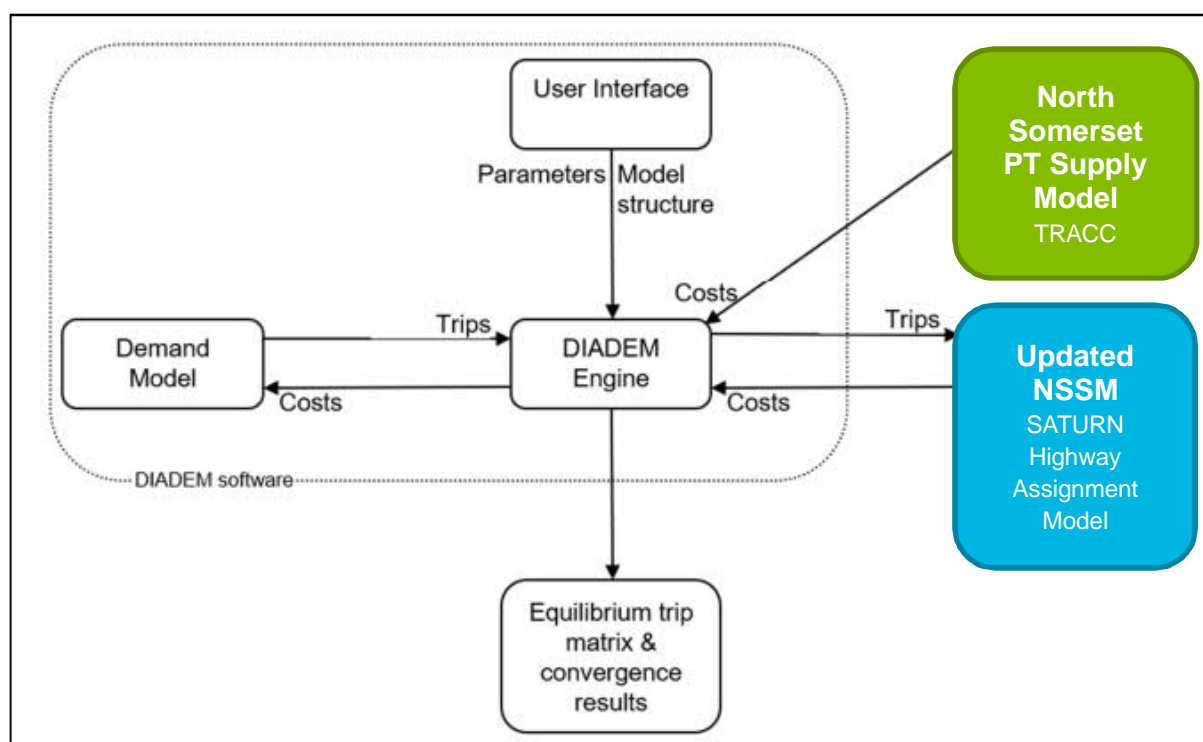 User Interface
North
Somerset
PT Supply
Model
TRACC
Parameters Model
structure
Costs
Trips
Trips
Demand
Model
DIADEM
Engine
Costs
Costs
Updated
NSSM
SATURN
Highway
Assignment
Model
DIADEM software
Equilibrium trip
matrix &
convergence
results